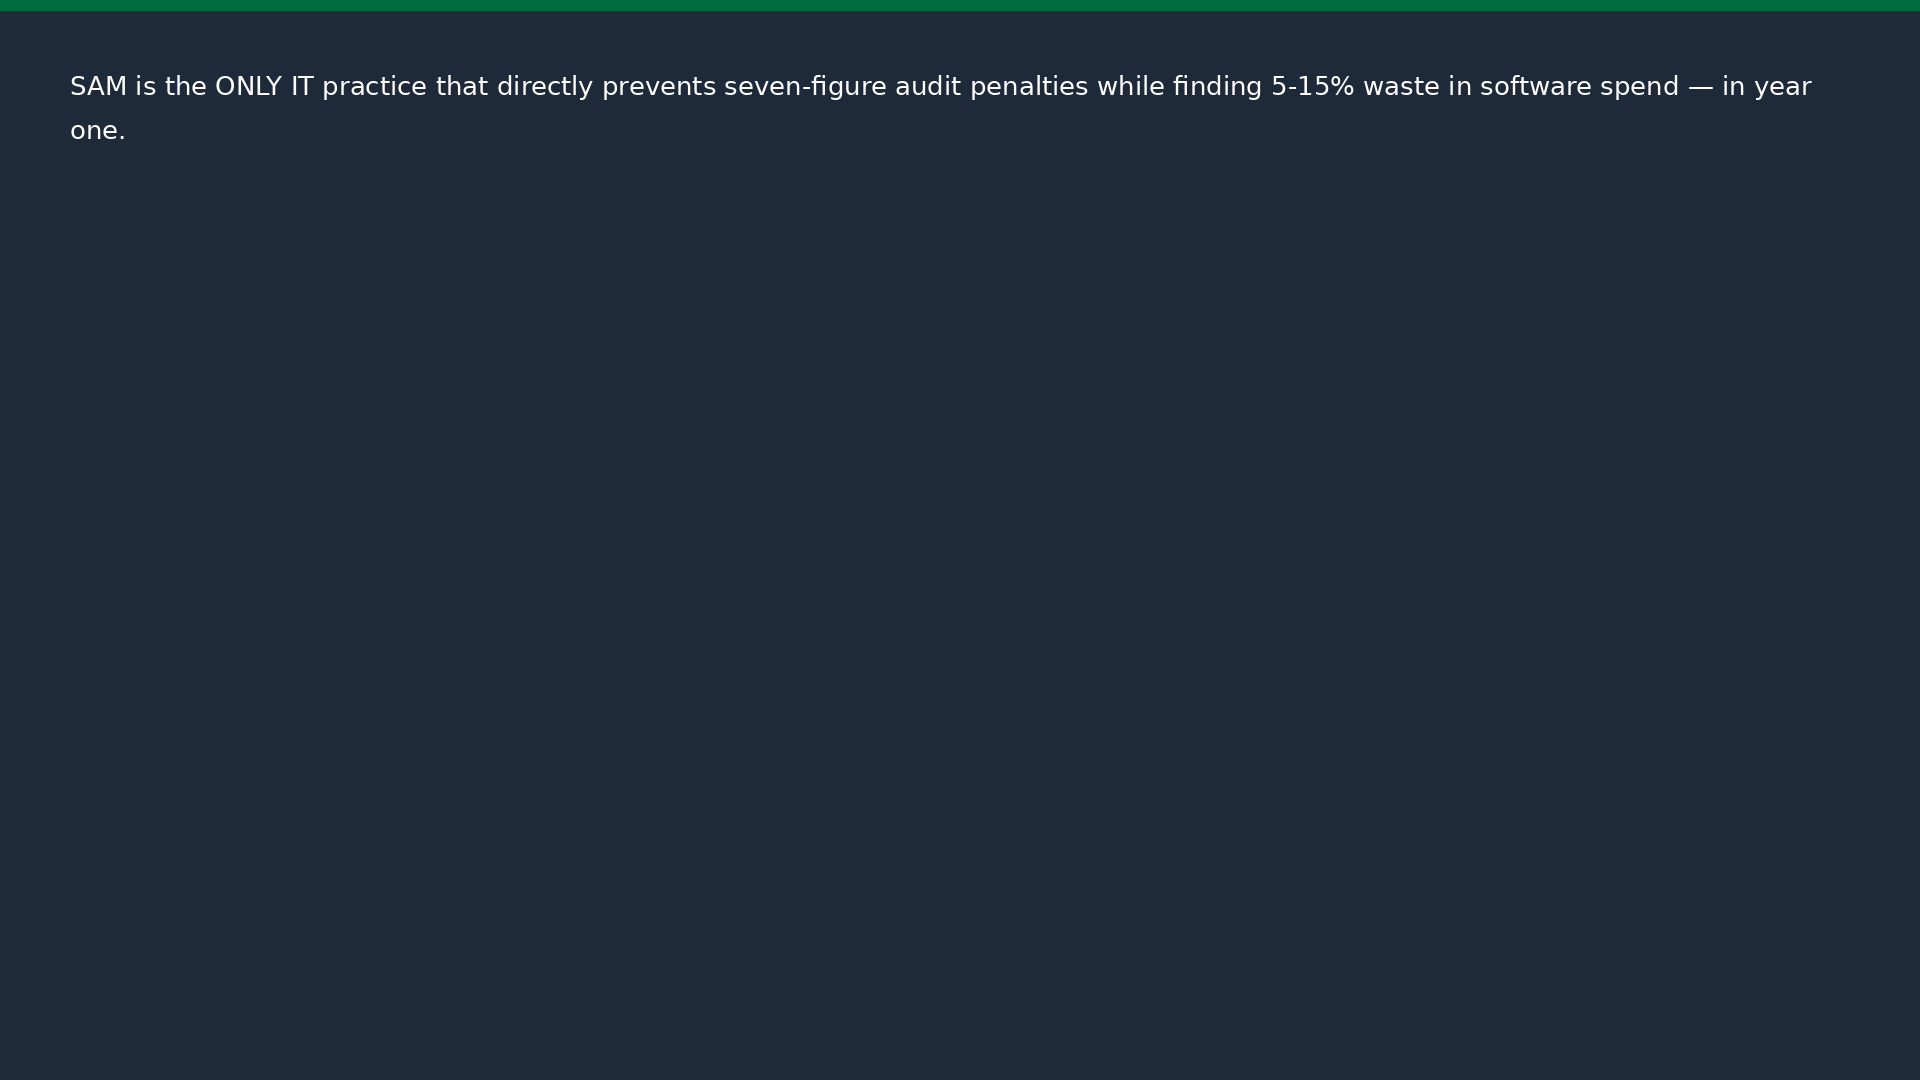 SAM is the ONLY IT practice that directly prevents seven-figure audit penalties while finding 5-15% waste in software spend — in year
one.